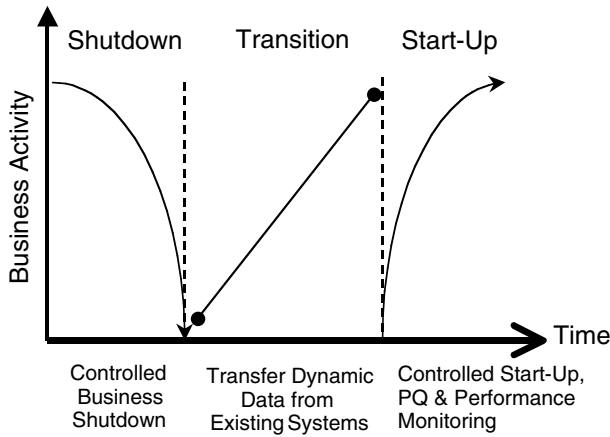 Shutdown Transition Start-Up
Business Activity
Time
Controlled
Business
Shutdown
Transfer Dynamic
Data from
Existing Systems
Controlled Start-Up,
PQ & Performance
Monitoring